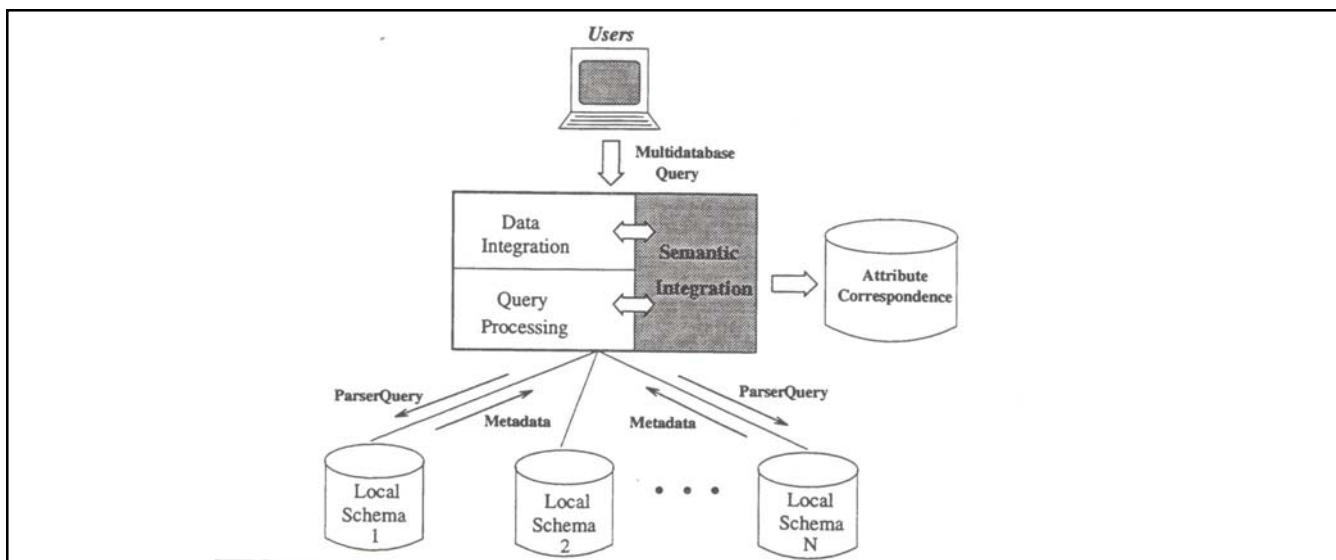 Users
Multidatabase
Query
Data
Integration
Semantic
Integration
Query
Processing
Attribute
Correspondence
ParserQuery
Metadata
Metadata
ParserQuery
Local
Schema
1
Local
Schema
2
• • •
Local
Schema
N